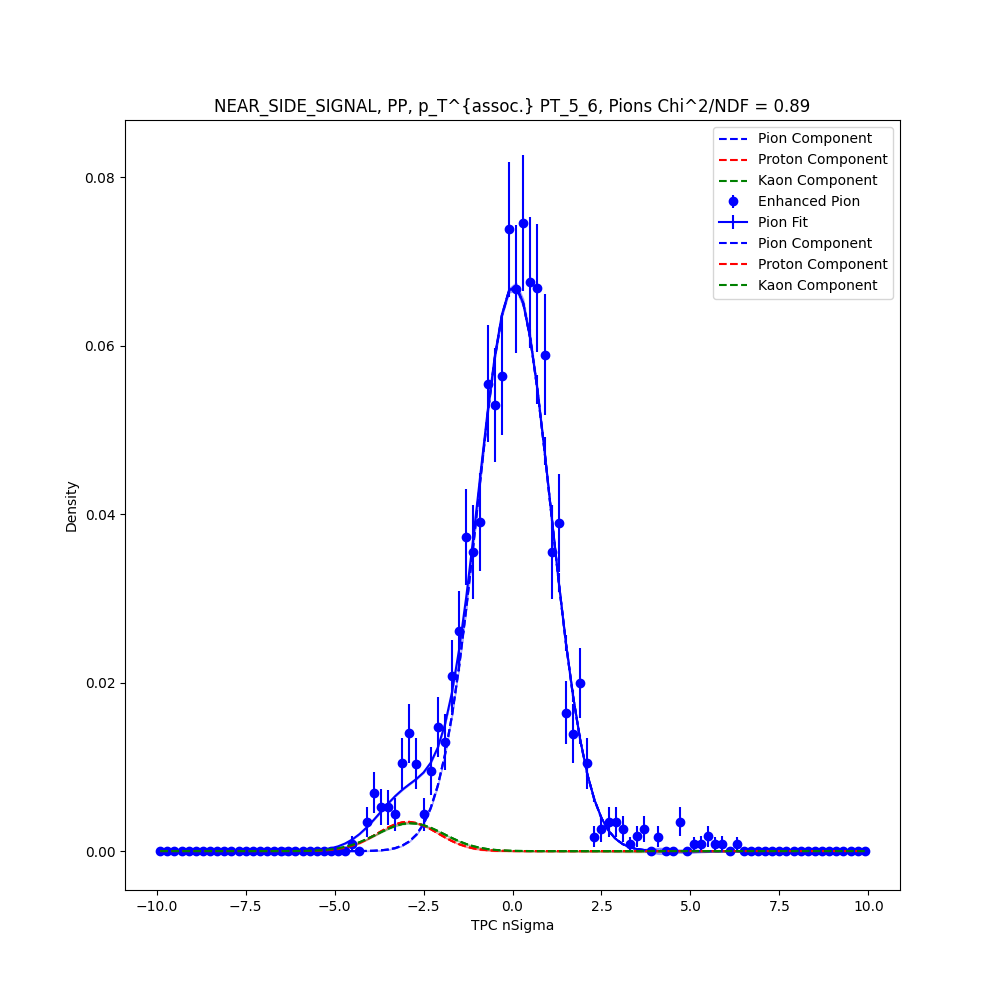 NEAR_SIDE_SIGNAL, PP, p_T^{assoc.} PT_5_6, Pions Chi^2/NDF = 0.89
Pion Component
Proton Component
Kaon Component
Enhanced Pion
Pion Fit
Pion Component
Proton Component
Kaon Component
0.08
0.06
0.04
0.02
0.00
Density
−10.0 −7.5 −5.0 −2.5 0.0 2.5 5.0 7.5 10.0
TPC nSigma